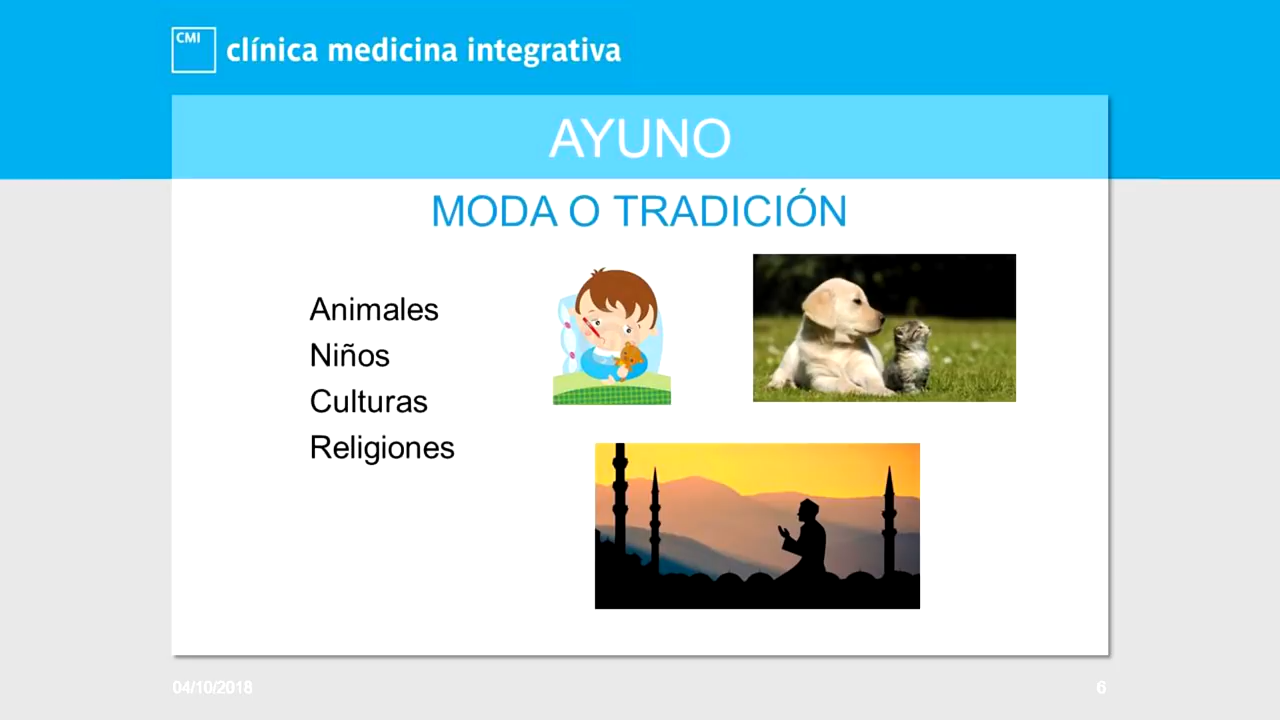 CMI
clínica medicina integrativa
AYUNO
MODA O TRADICIÓN
Animales
Niños
Culturas
Religiones
04/10/2018
6